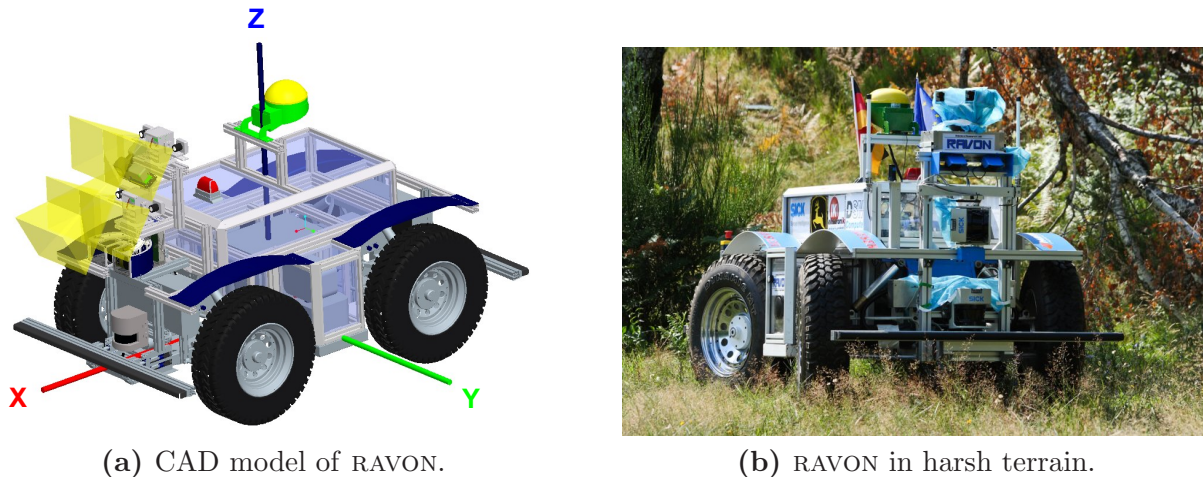 Z
X
Y
RAVON
SICK
SICK
(a) CAD model of RAVON.
(b) RAVON in harsh terrain.